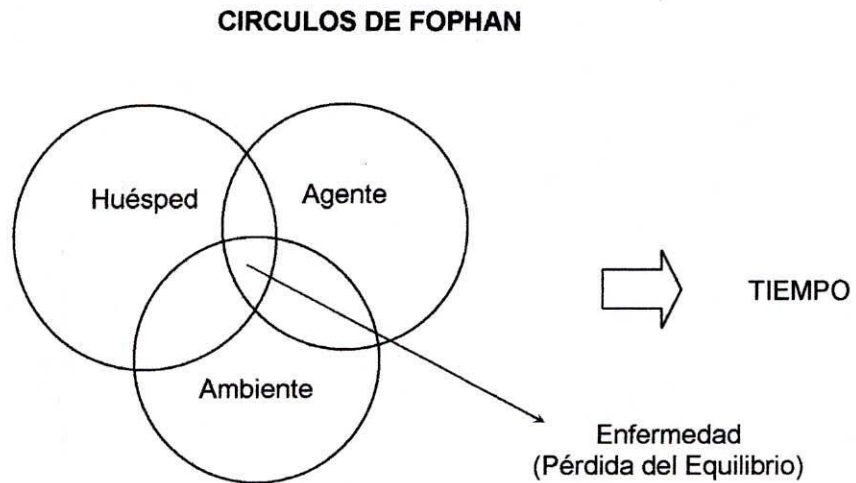 CIRCULOS DE FOPHAN
Huésped
Agente
TIEMPO
Ambiente
Enfermedad
(Pérdida del Equilibrio)